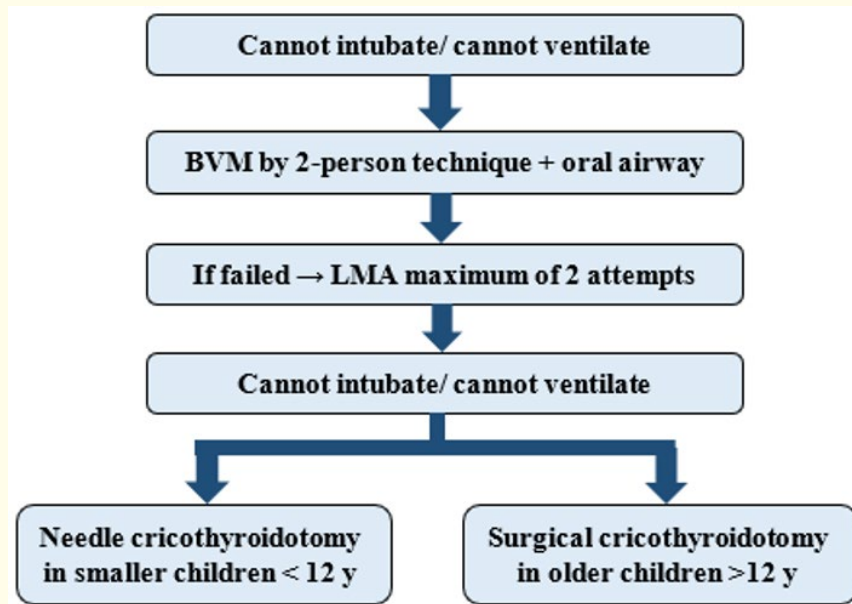 Cannot intubate/ cannot ventilate
BVM by 2-person technique + oral airway
If failed → LMA maximum of 2 attempts
Cannot intubate/ cannot ventilate
Needle cricothyroidotomy
in smaller children < 12 y
Surgical cricothyroidotomy
in older children >12 y